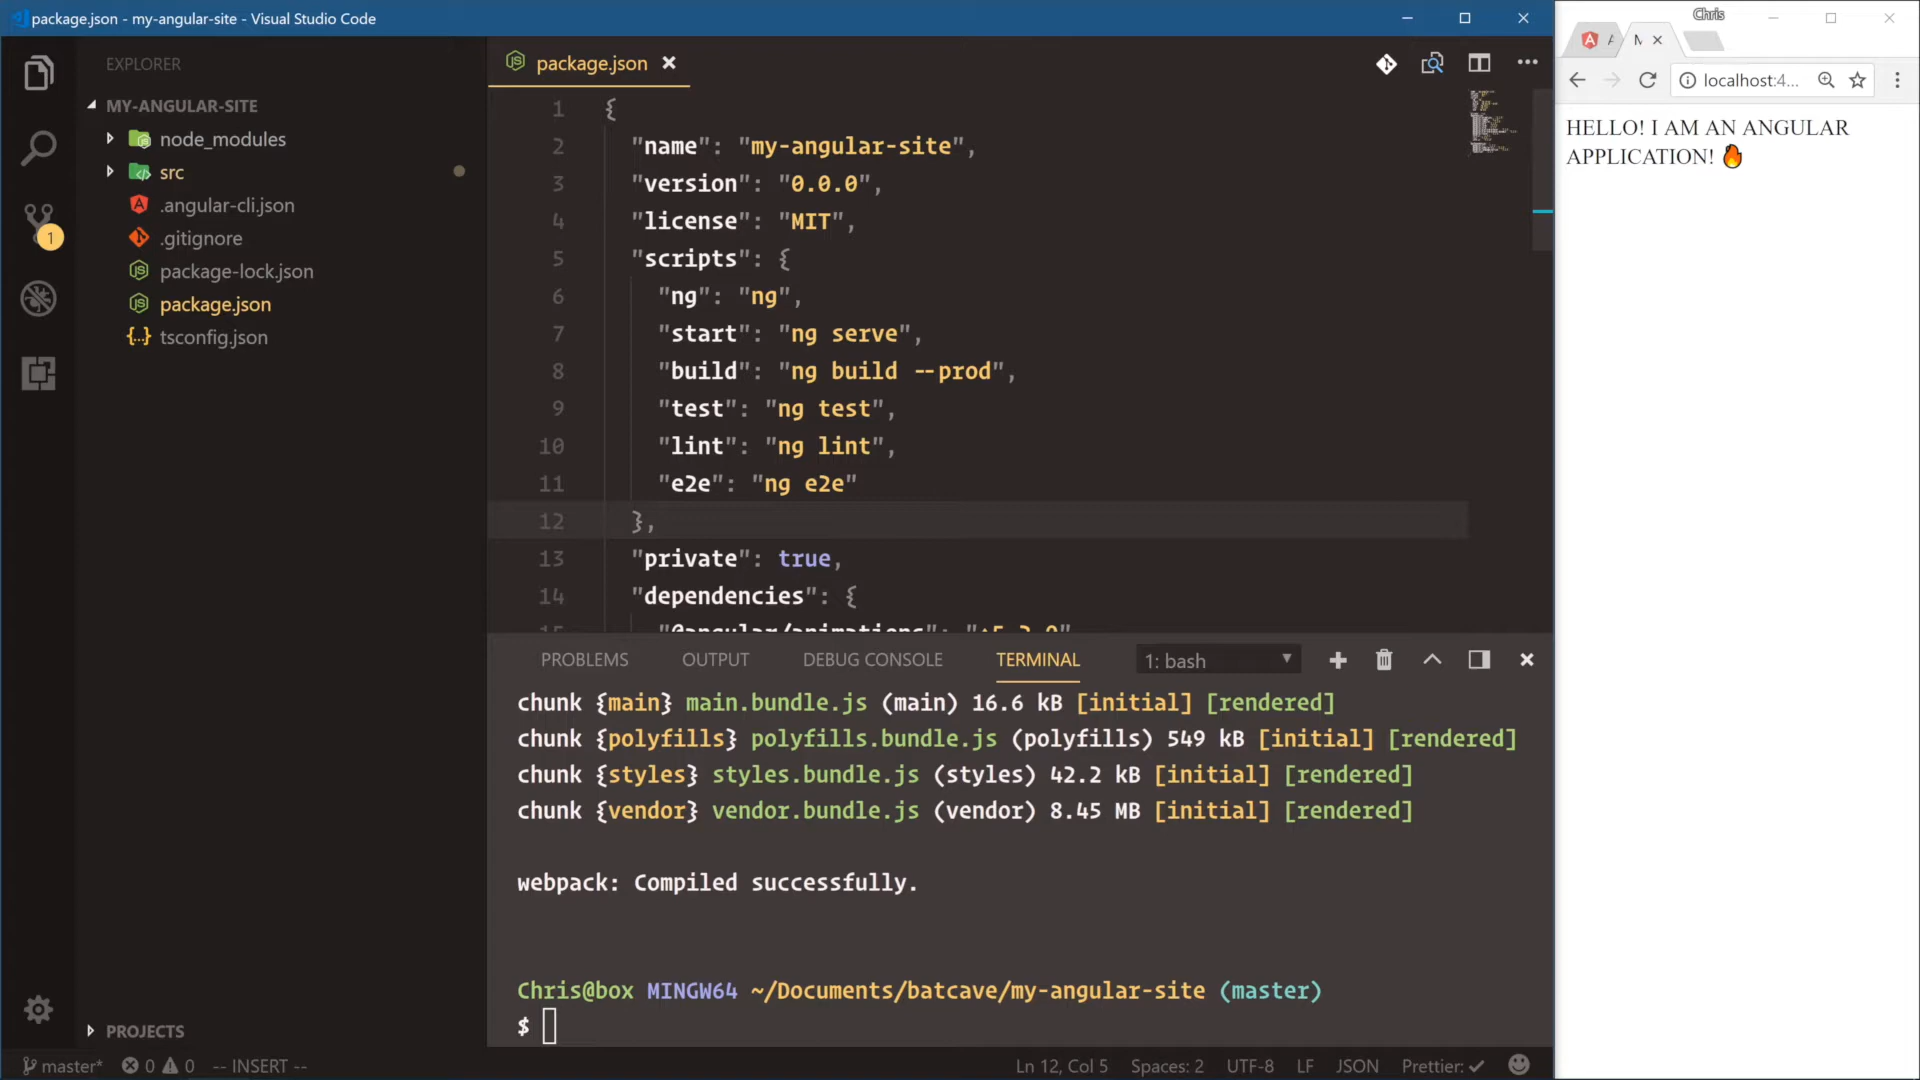 package.json - my-angular-site - Visual Studio Code
EXPLORER
MY-ANGULAR-SITE
node_modules
src
.angular-cli.json
.gitignore
package-lock.json
package.json
tsconfig.json
1
PROJECTS
package.json
1 {
2 "name": "my-angular-site",
3 "version": "0.0.0",
4 "license": "MIT",
5 "scripts": {
6 "ng": "ng",
7 "start": "ng serve",
8 "build": "ng build --prod",
9 "test": "ng test",
10 "lint": "ng lint",
11 "e2e": "ng e2e"
12 },
13 "private": true,
14 "dependencies": {
15 "@angular/animations": "^5.2.0"
PROBLEMS OUTPUT DEBUG CONSOLE TERMINAL 1: bash
chunk {main} main.bundle.js (main) 16.6 kB [initial] [rendered]
chunk {polyfills} polyfills.bundle.js (polyfills) 549 kB [initial] [rendered]
chunk {styles} styles.bundle.js (styles) 42.2 kB [initial] [rendered]
chunk {vendor} vendor.bundle.js (vendor) 8.45 MB [initial] [rendered]
webpack: Compiled successfully.
Chris@box MINGW64 ~/Documents/batcave/my-angular-site (master)
$
master* 0 0 -- INSERT -- Ln 12, Col 5 Spaces: 2 UTF-8 LF JSON Prettier: ✓
Chris
localhost:4...
HELLO! I AM AN ANGULAR
APPLICATION! 🔥